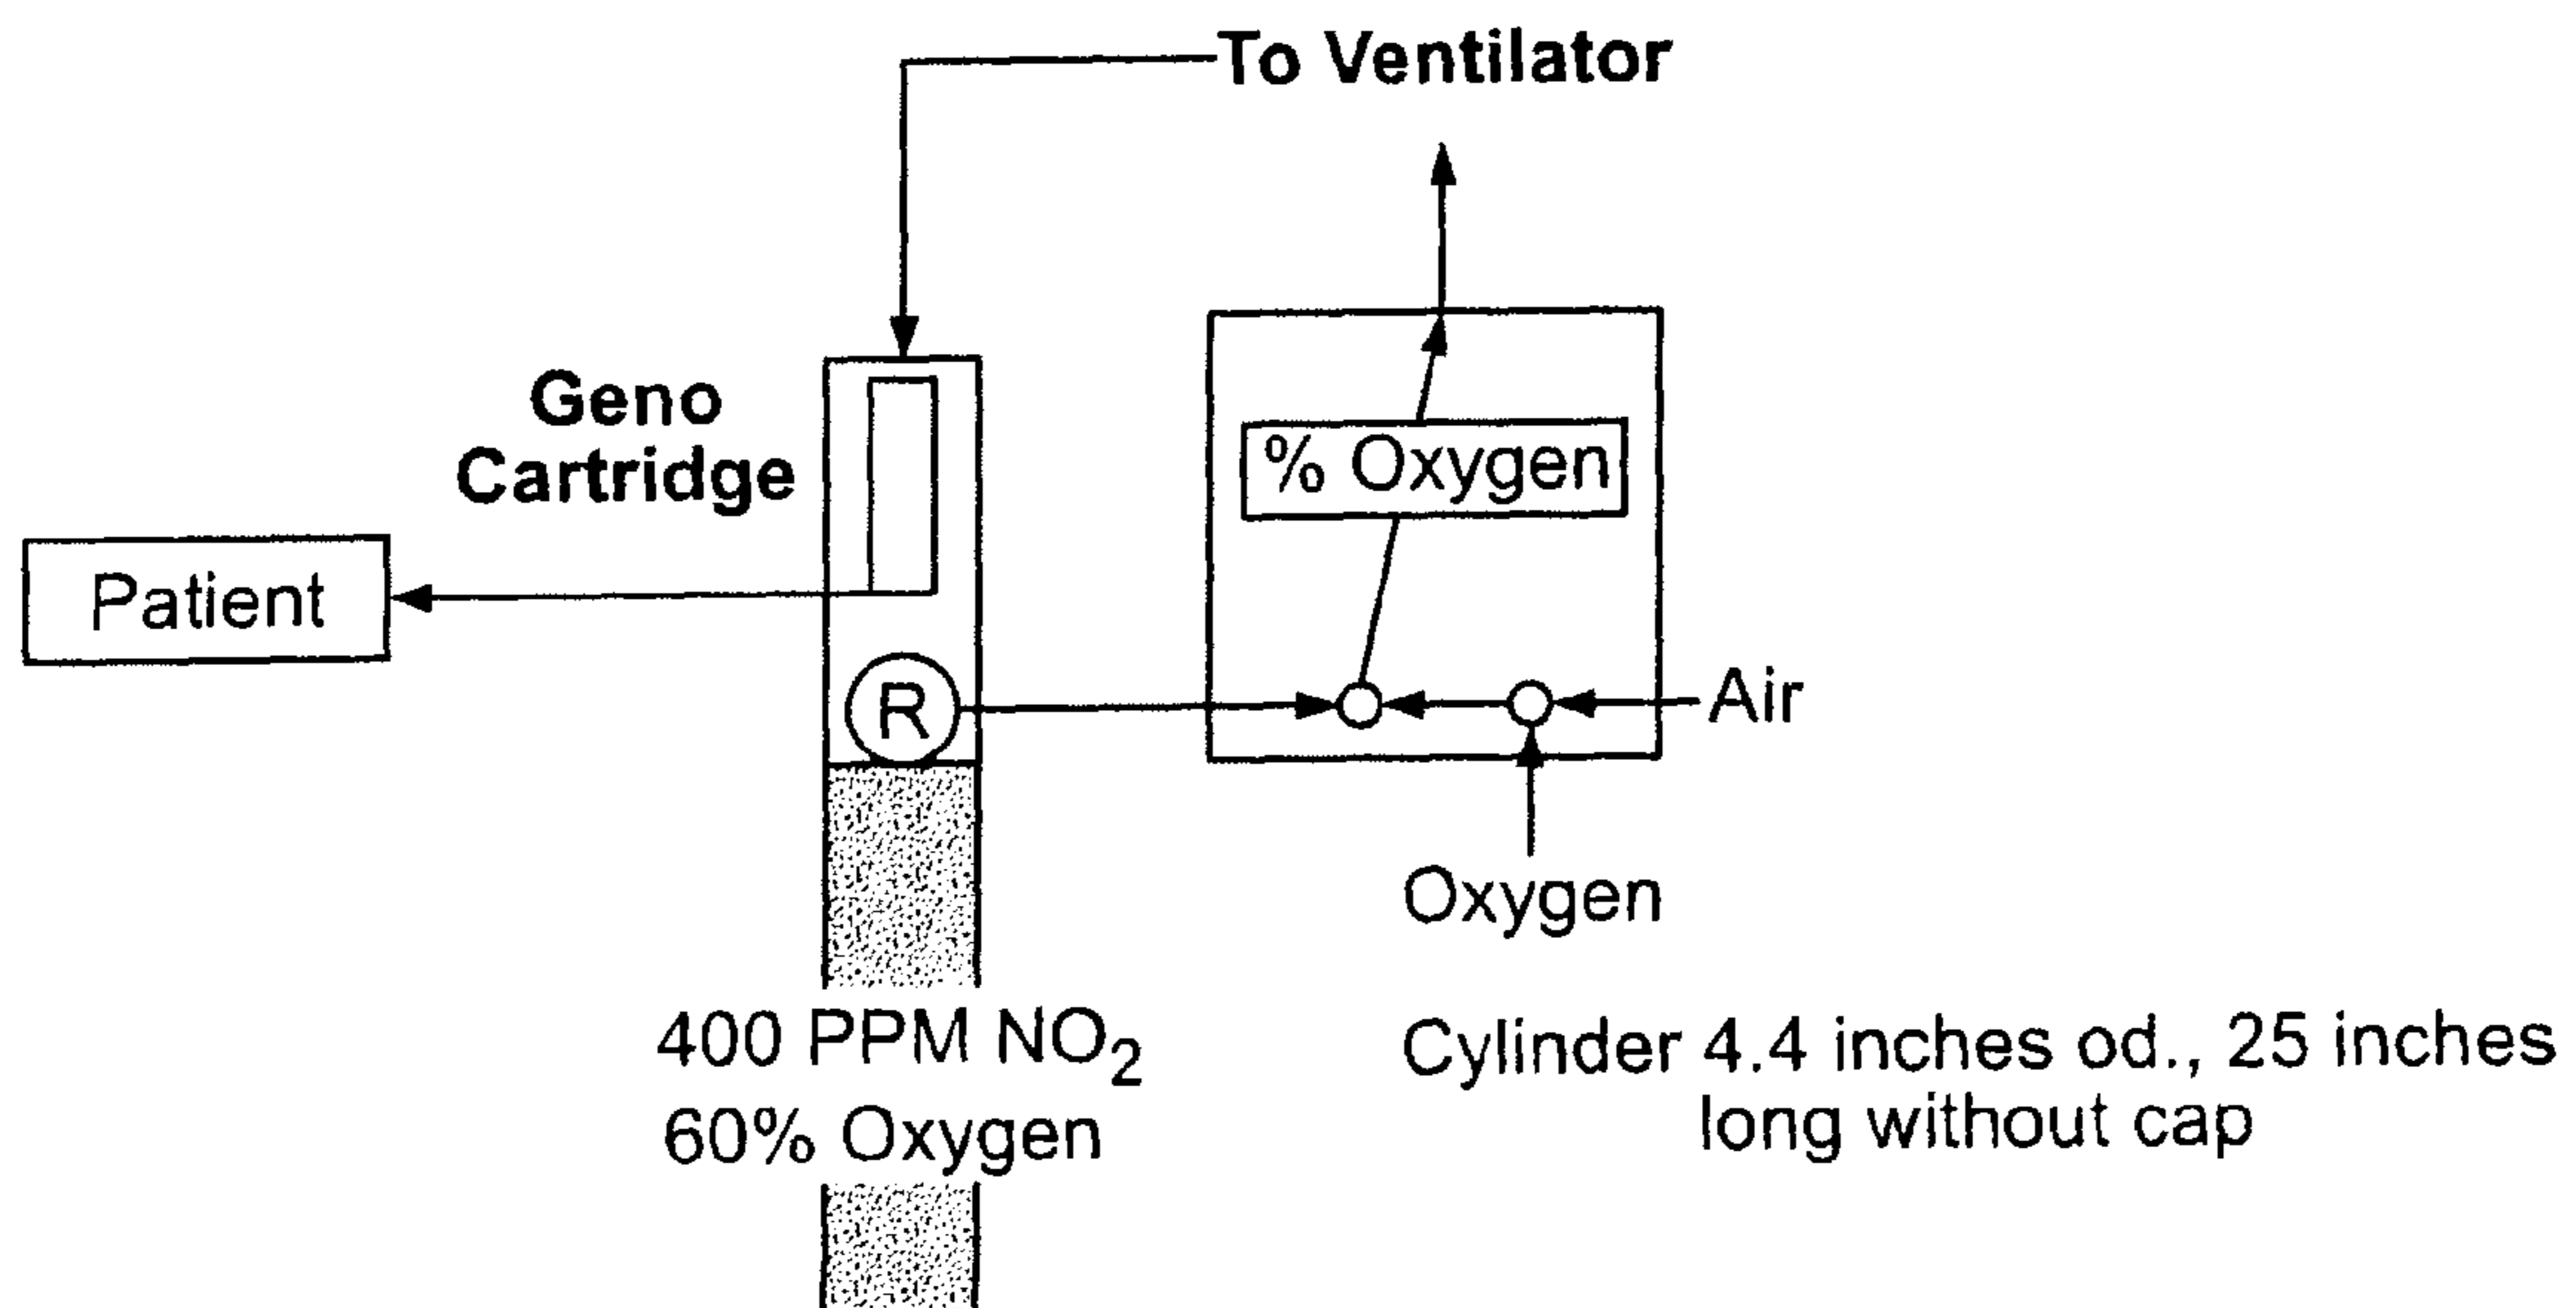 To Ventilator
Geno
Cartridge
% Oxygen
Patient
R
Air
Oxygen
400 PPM NO₂
60% Oxygen
Cylinder 4.4 inches od., 25 inches
long without cap